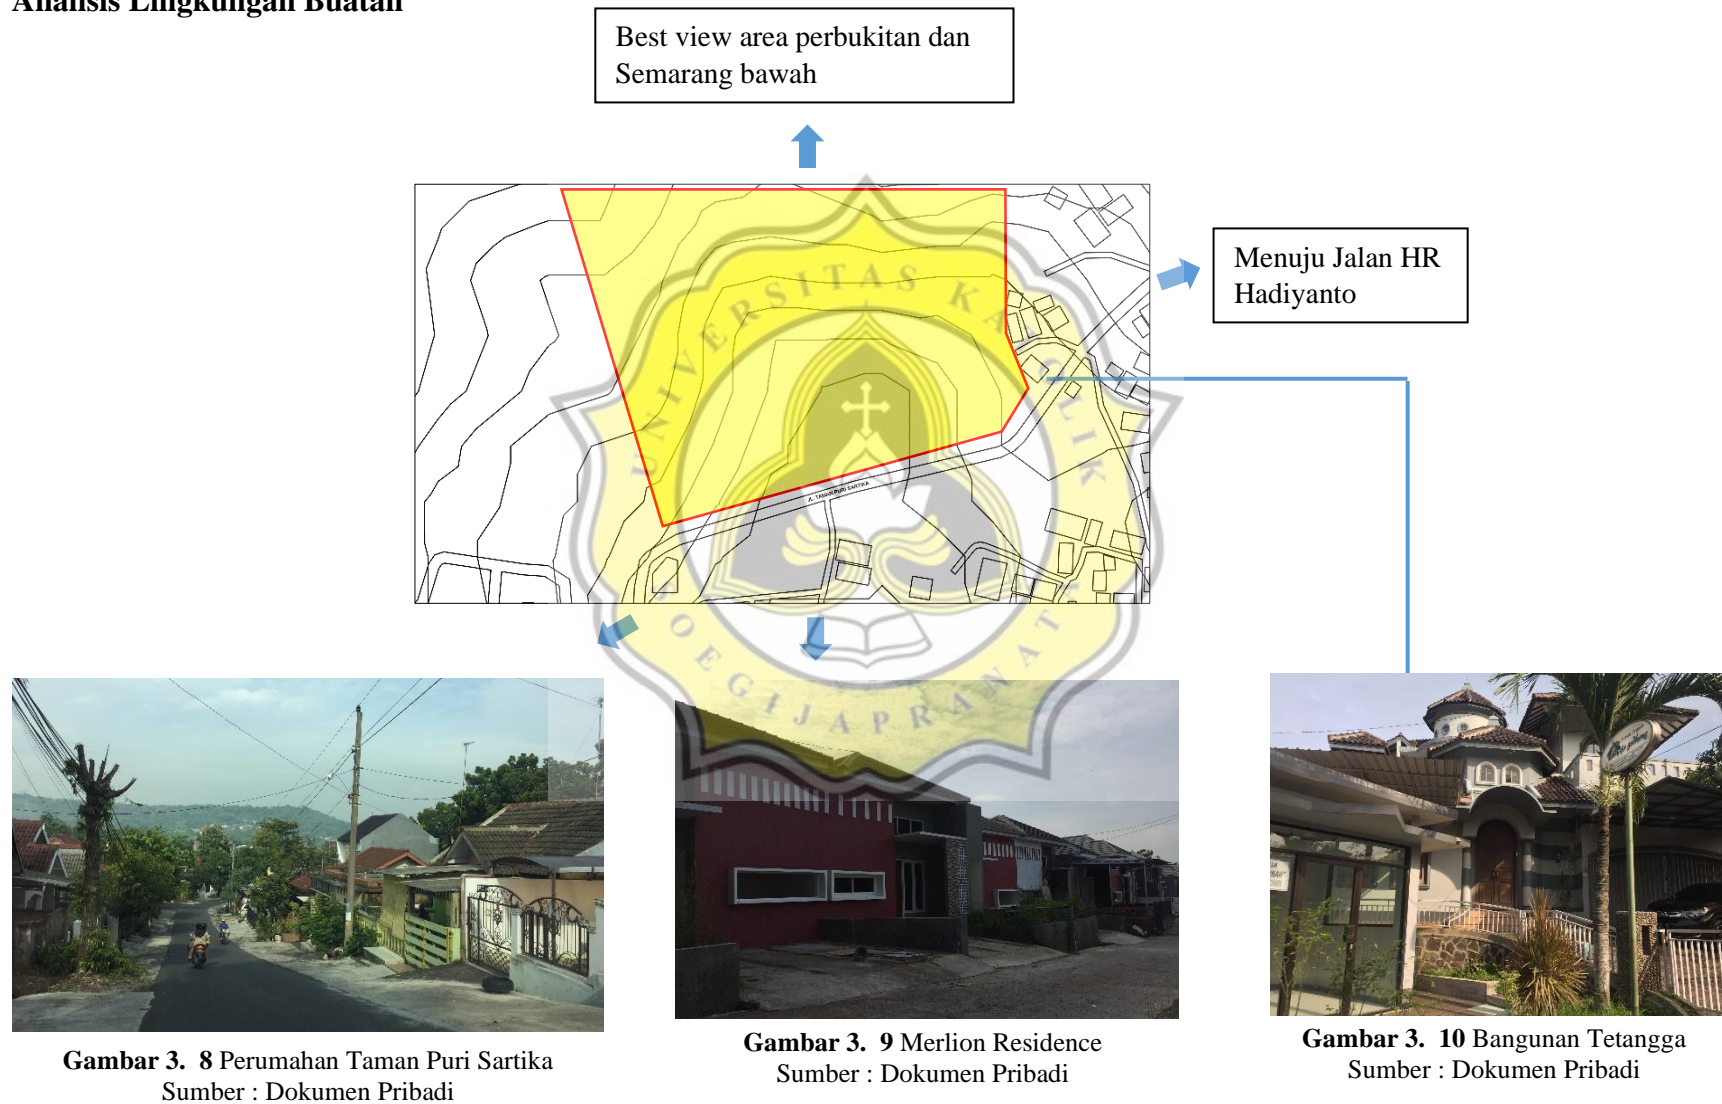 Analisis Lingkungan Buatan
Best view area perbukitan dan
Semarang bawah
Menuju Jalan HR
Hadiyanto
JL. TAMAN PURI SARTIKA
UNIVERSITAS KATOLIK
SOEGIJAPRANATA
Gambar 3. 8 Perumahan Taman Puri Sartika
Sumber : Dokumen Pribadi
Gambar 3. 9 Merlion Residence
Sumber : Dokumen Pribadi
Gambar 3. 10 Bangunan Tetangga
Sumber : Dokumen Pribadi